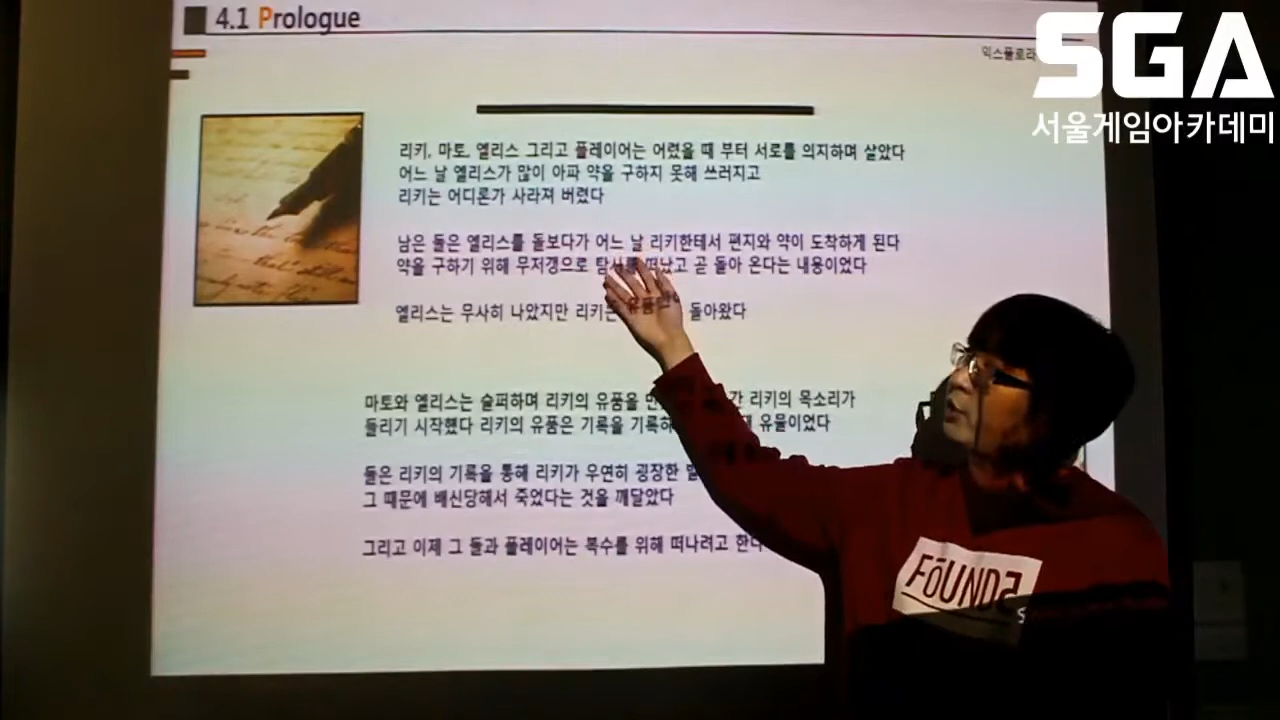 4.1 Prologue
익스플로러
SGA
서울게임아카데미
리키, 마토, 엘리스 그리고 플레이어는 어렸을 때 부터 서로를 의지하며 살았다
어느 날 엘리스가 많이 아파 약을 구하지 못해 쓰러지고
리키는 어디론가 사라져 버렸다
남은 둘은 엘리스를 돌보다가 어느 날 리키한테서 편지와 약이 도착하게 된다
약을 구하기 위해 무저갱으로 탐사를 떠났고 곧 돌아 온다는 내용이었다
엘리스는 무사히 나았지만 리키는 유품만이 돌아왔다
마토와 엘리스는 슬퍼하며 리키의 유품을 리키의 목소리가
들리기 시작했다 리키의 유품은 기록을 유물이었다
둘은 리키의 기록을 통해 리키가 우연히 굉장한
그 때문에 배신당해서 죽었다는 것을 깨달았다
그리고 이제 그 둘과 플레이어는 복수를 위해 떠나려고 한다
FOUND